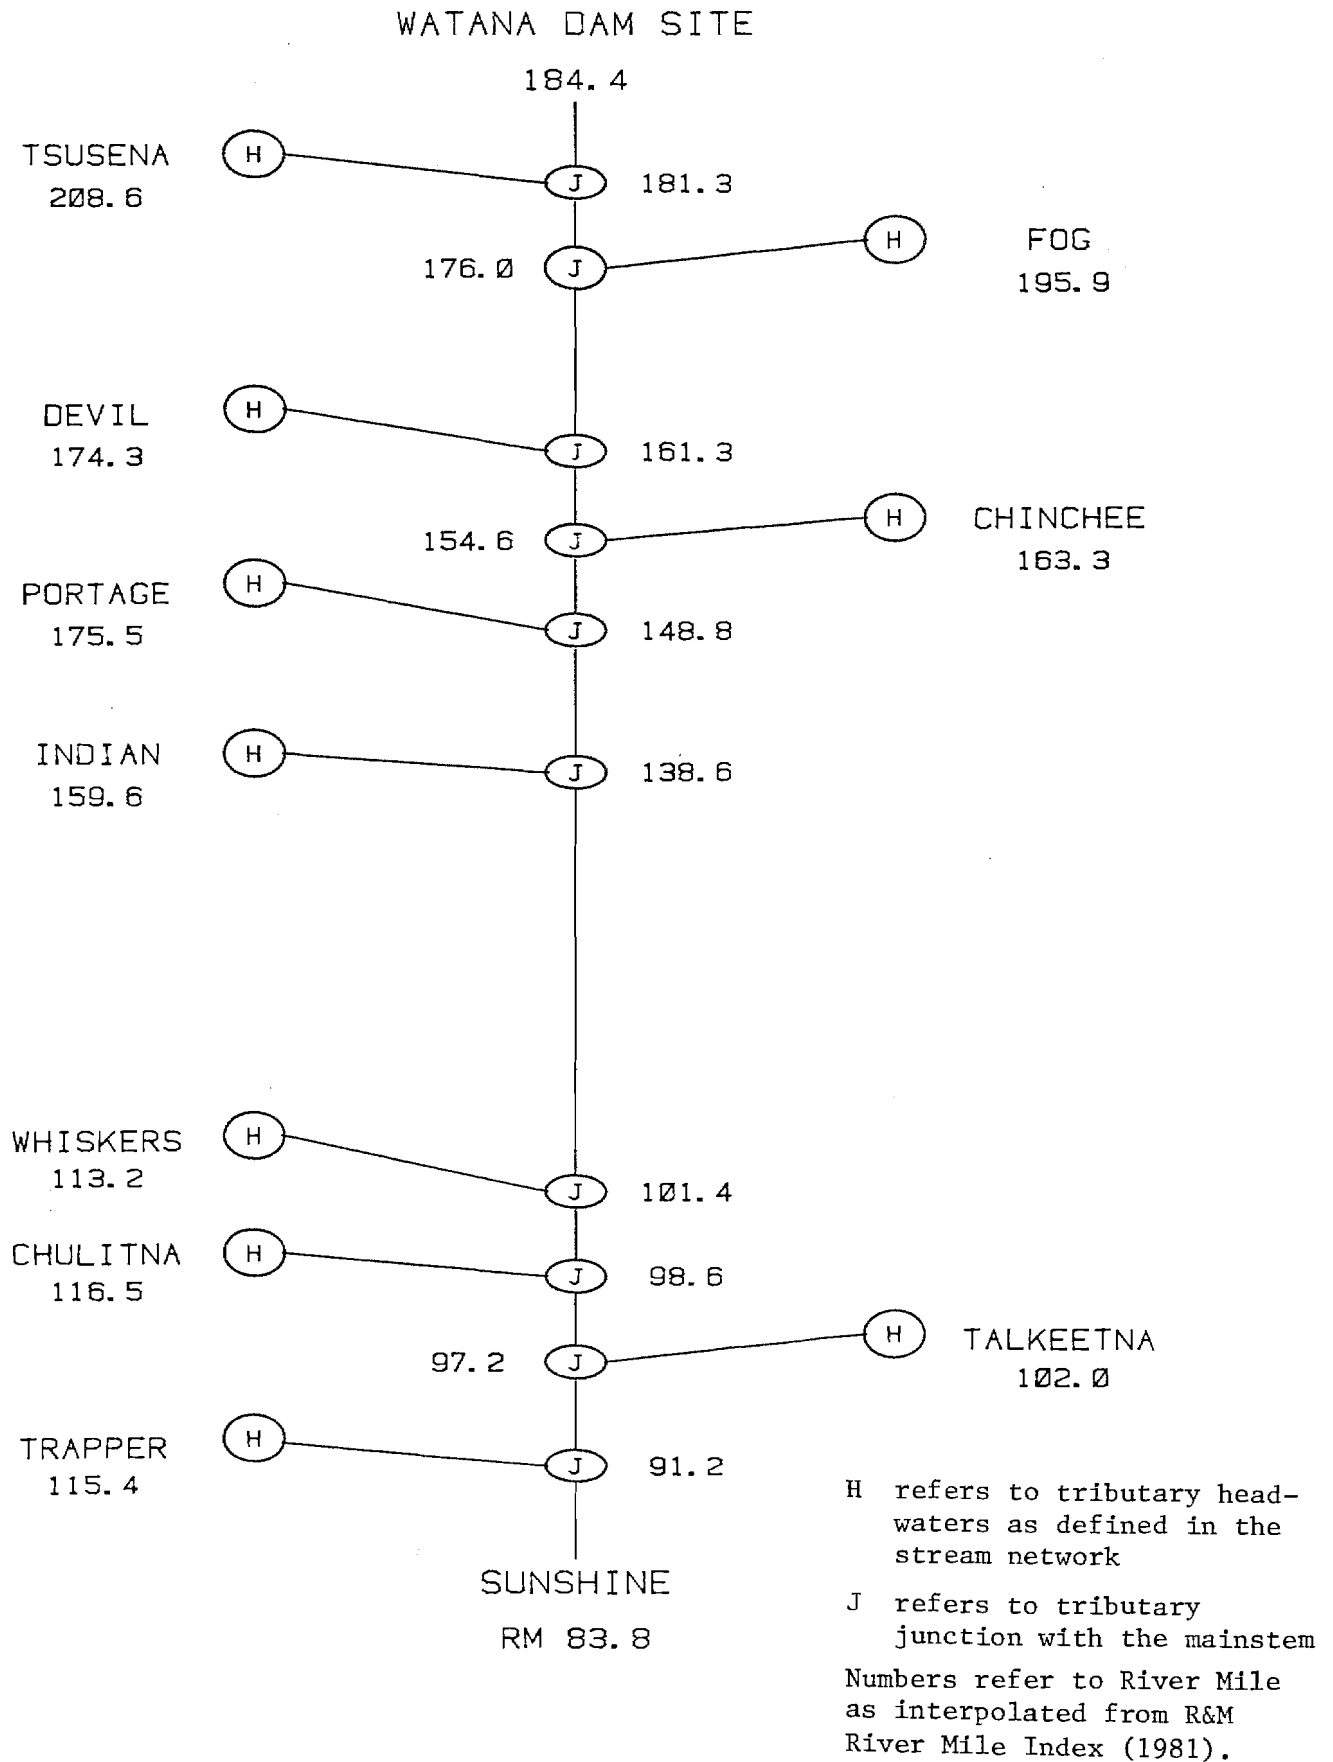 WATANA DAM SITE
184.4
TSUSENA
208.6
H
J
181.3
176.0
J
H
FOG
195.9
DEVIL
174.3
H
J
161.3
154.6
J
H
CHINCHEE
163.3
PORTAGE
175.5
H
J
148.8
INDIAN
159.6
H
J
138.6
WHISKERS
113.2
H
J
101.4
CHULITNA
116.5
H
J
98.6
97.2
J
H
TALKEETNA
102.0
TRAPPER
115.4
H
J
91.2
SUNSHINE
RM 83.8
H refers to tributary head-
waters as defined in the
stream network
J refers to tributary
junction with the mainstem
Numbers refer to River Mile
as interpolated from R&M
River Mile Index (1981).